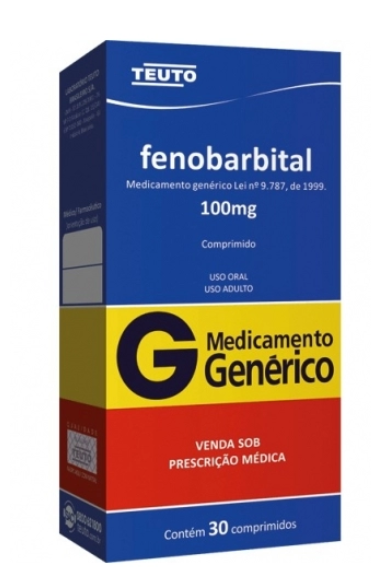 TEUTO
fenobarbital
Medicamento genérico Lei nº 9.787, de 1999.
100mg
Comprimido
USO ORAL
USO ADULTO
G Medicamento
Genérico
VENDA SOB
PRESCRIÇÃO MÉDICA
Contém 30 comprimidos
TEUTO